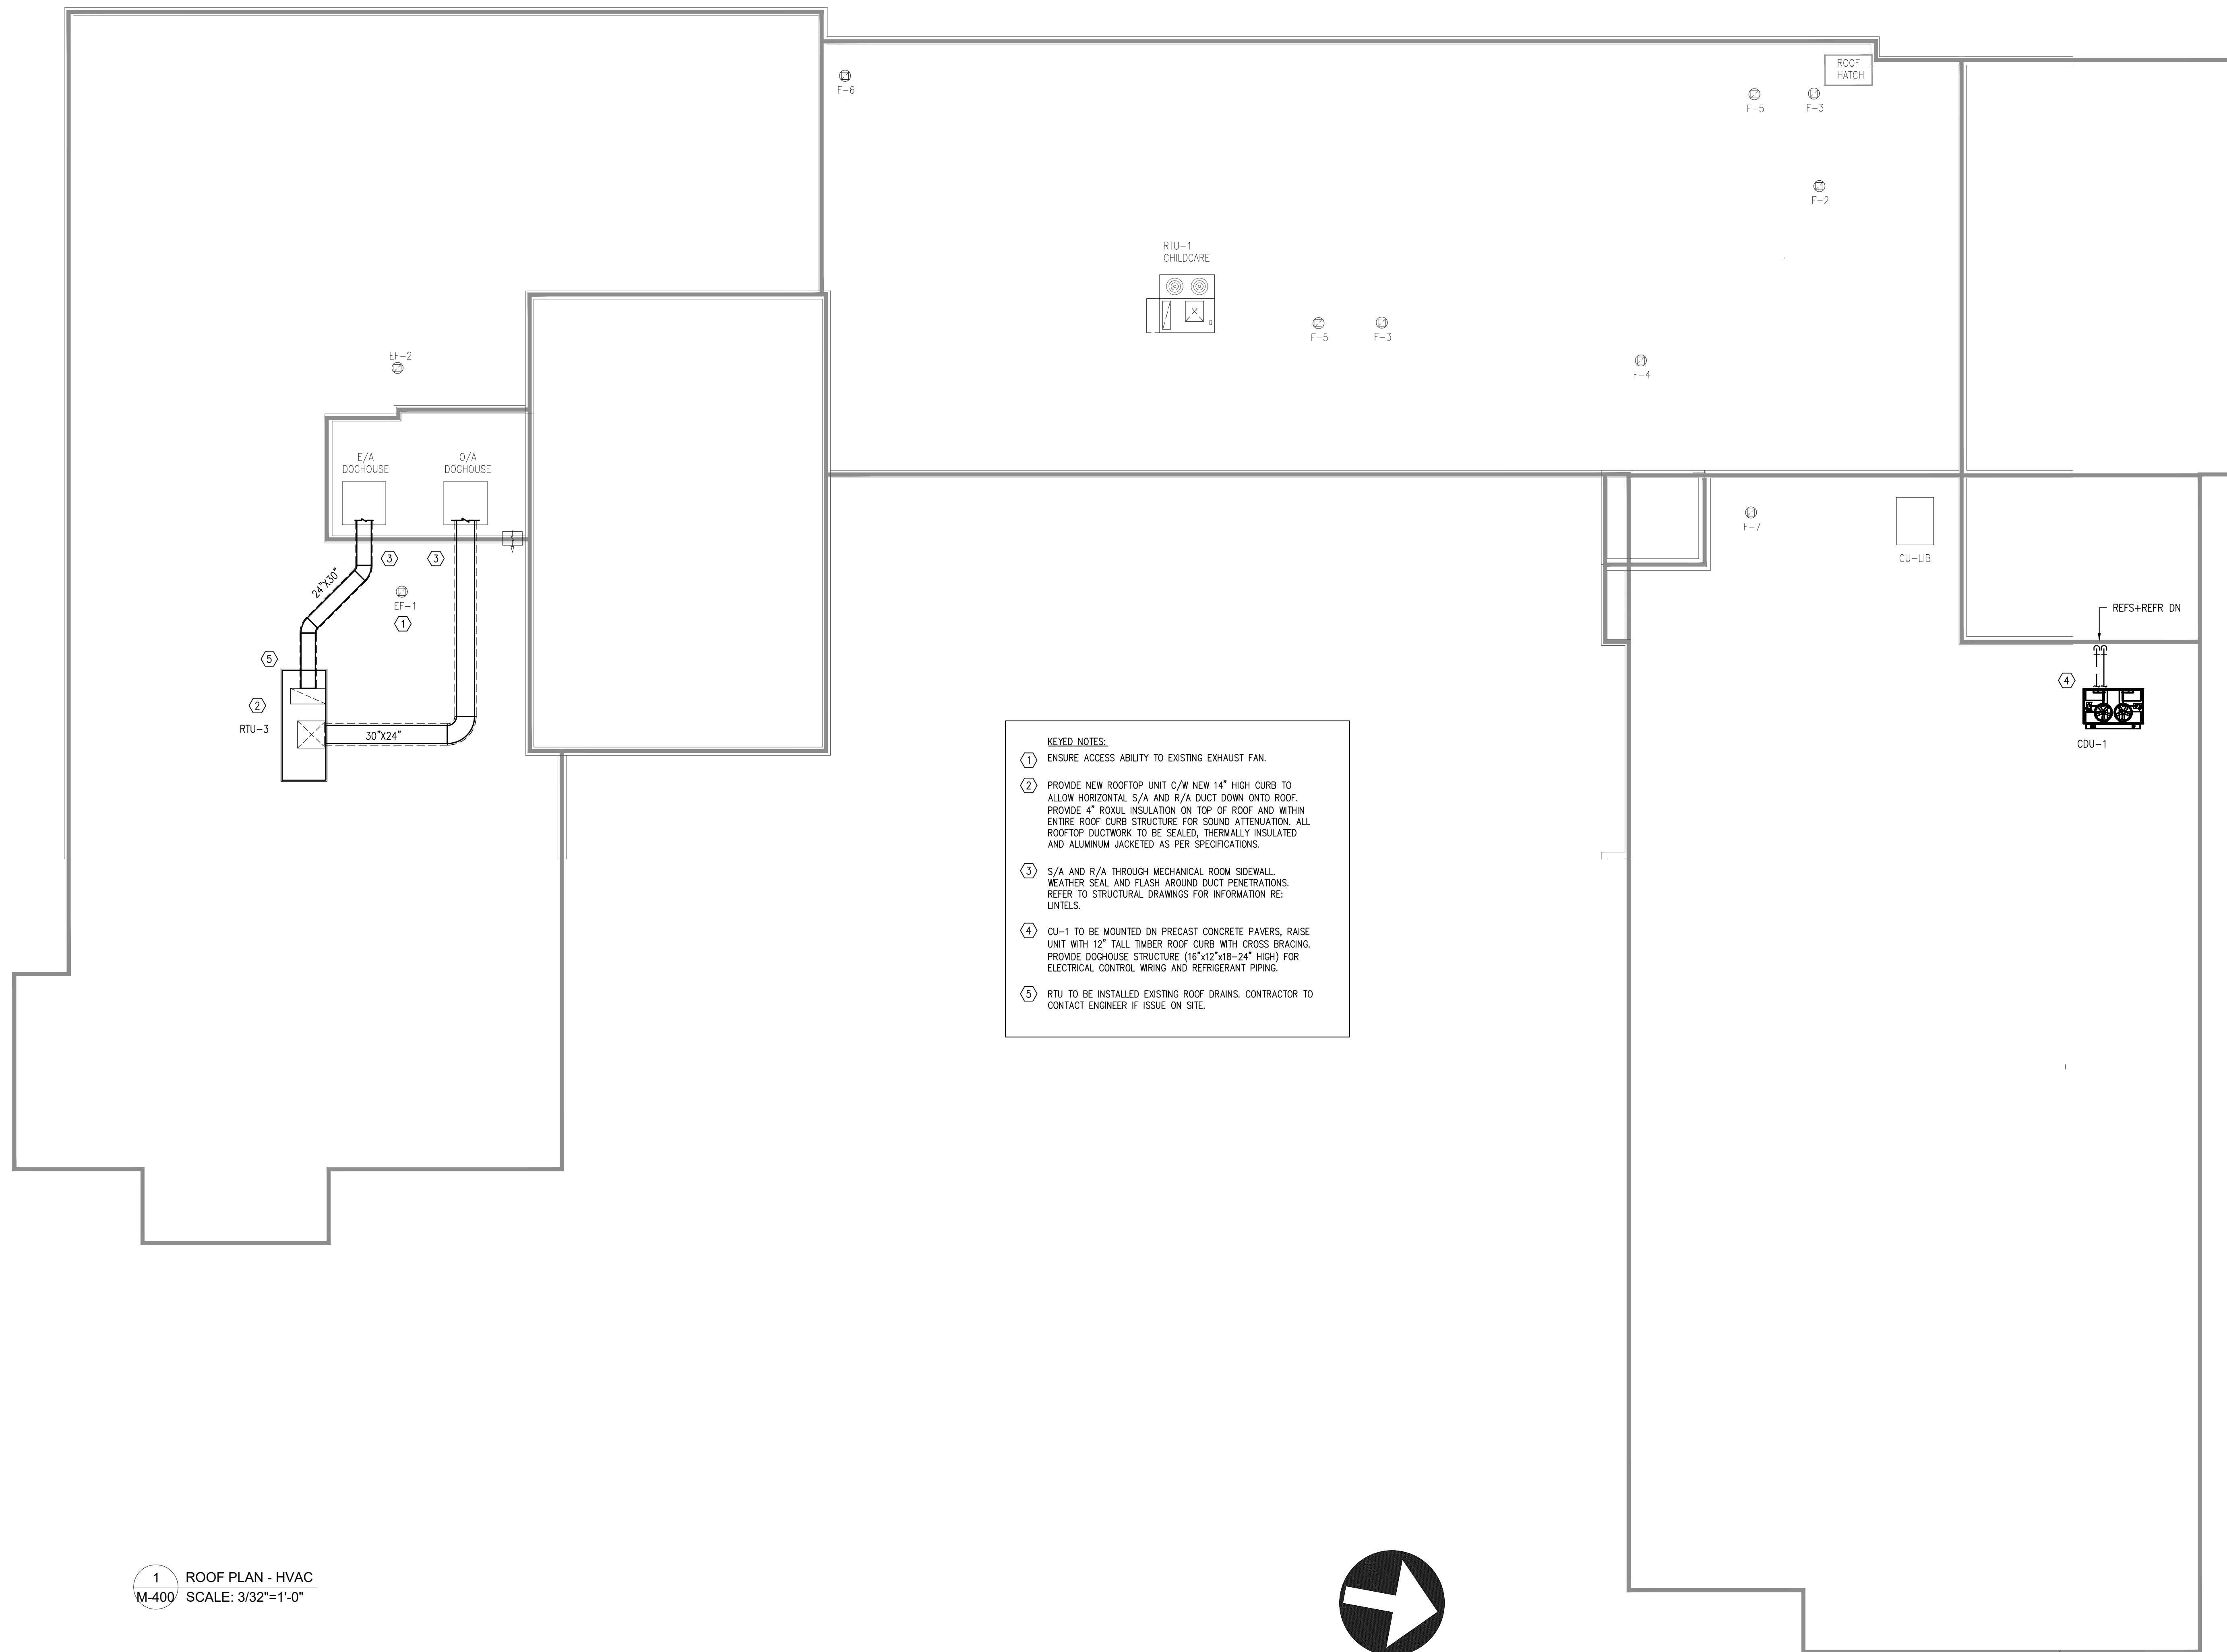 ROOF
HATCH
F-6
F-5
F-3
F-2
RTU-1
CHILDCARE
F-5
F-3
F-4
EF-2
E/A
DOGHOUSE
O/A
DOGHOUSE
F-7
CU-LIB
3
3
24"X30"
EF-1
1
REFS+REFR DN
5
4
2
RTU-3
30"X24"
CDU-1
KEYED NOTES:
1 ENSURE ACCESS ABILITY TO EXISTING EXHAUST FAN.
2 PROVIDE NEW ROOFTOP UNIT C/W NEW 14" HIGH CURB TO
ALLOW HORIZONTAL S/A AND R/A DUCT DOWN ONTO ROOF.
PROVIDE 4" ROXUL INSULATION ON TOP OF ROOF AND WITHIN
ENTIRE ROOF CURB STRUCTURE FOR SOUND ATTENUATION. ALL
ROOFTOP DUCTWORK TO BE SEALED, THERMALLY INSULATED
AND ALUMINUM JACKETED AS PER SPECIFICATIONS.
3 S/A AND R/A THROUGH MECHANICAL ROOM SIDEWALL.
WEATHER SEAL AND FLASH AROUND DUCT PENETRATIONS.
REFER TO STRUCTURAL DRAWINGS FOR INFORMATION RE:
LINTELS.
4 CU-1 TO BE MOUNTED DN PRECAST CONCRETE PAVERS, RAISE
UNIT WITH 12" TALL TIMBER ROOF CURB WITH CROSS BRACING.
PROVIDE DOGHOUSE STRUCTURE (16"x12"x18-24" HIGH) FOR
ELECTRICAL CONTROL WIRING AND REFRIGERANT PIPING.
5 RTU TO BE INSTALLED EXISTING ROOF DRAINS. CONTRACTOR TO
CONTACT ENGINEER IF ISSUE ON SITE.
1 ROOF PLAN - HVAC
M-400 SCALE: 3/32"=1'-0"